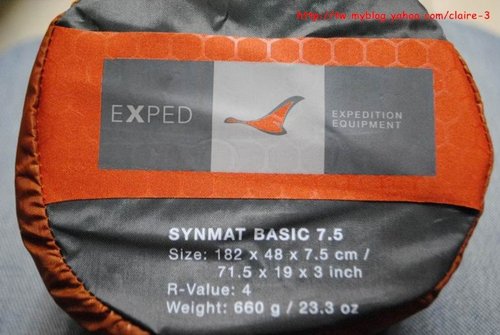 http://tw.myblog.yahoo.com/claire-3
EXPED
EXPEDITION
EQUIPMENT
SYNMAT BASIC 7.5
Size: 182 x 48 x 7.5 cm /
71.5 x 19 x 3 inch
R-Value: 4
Weight: 660 g / 23.3 oz